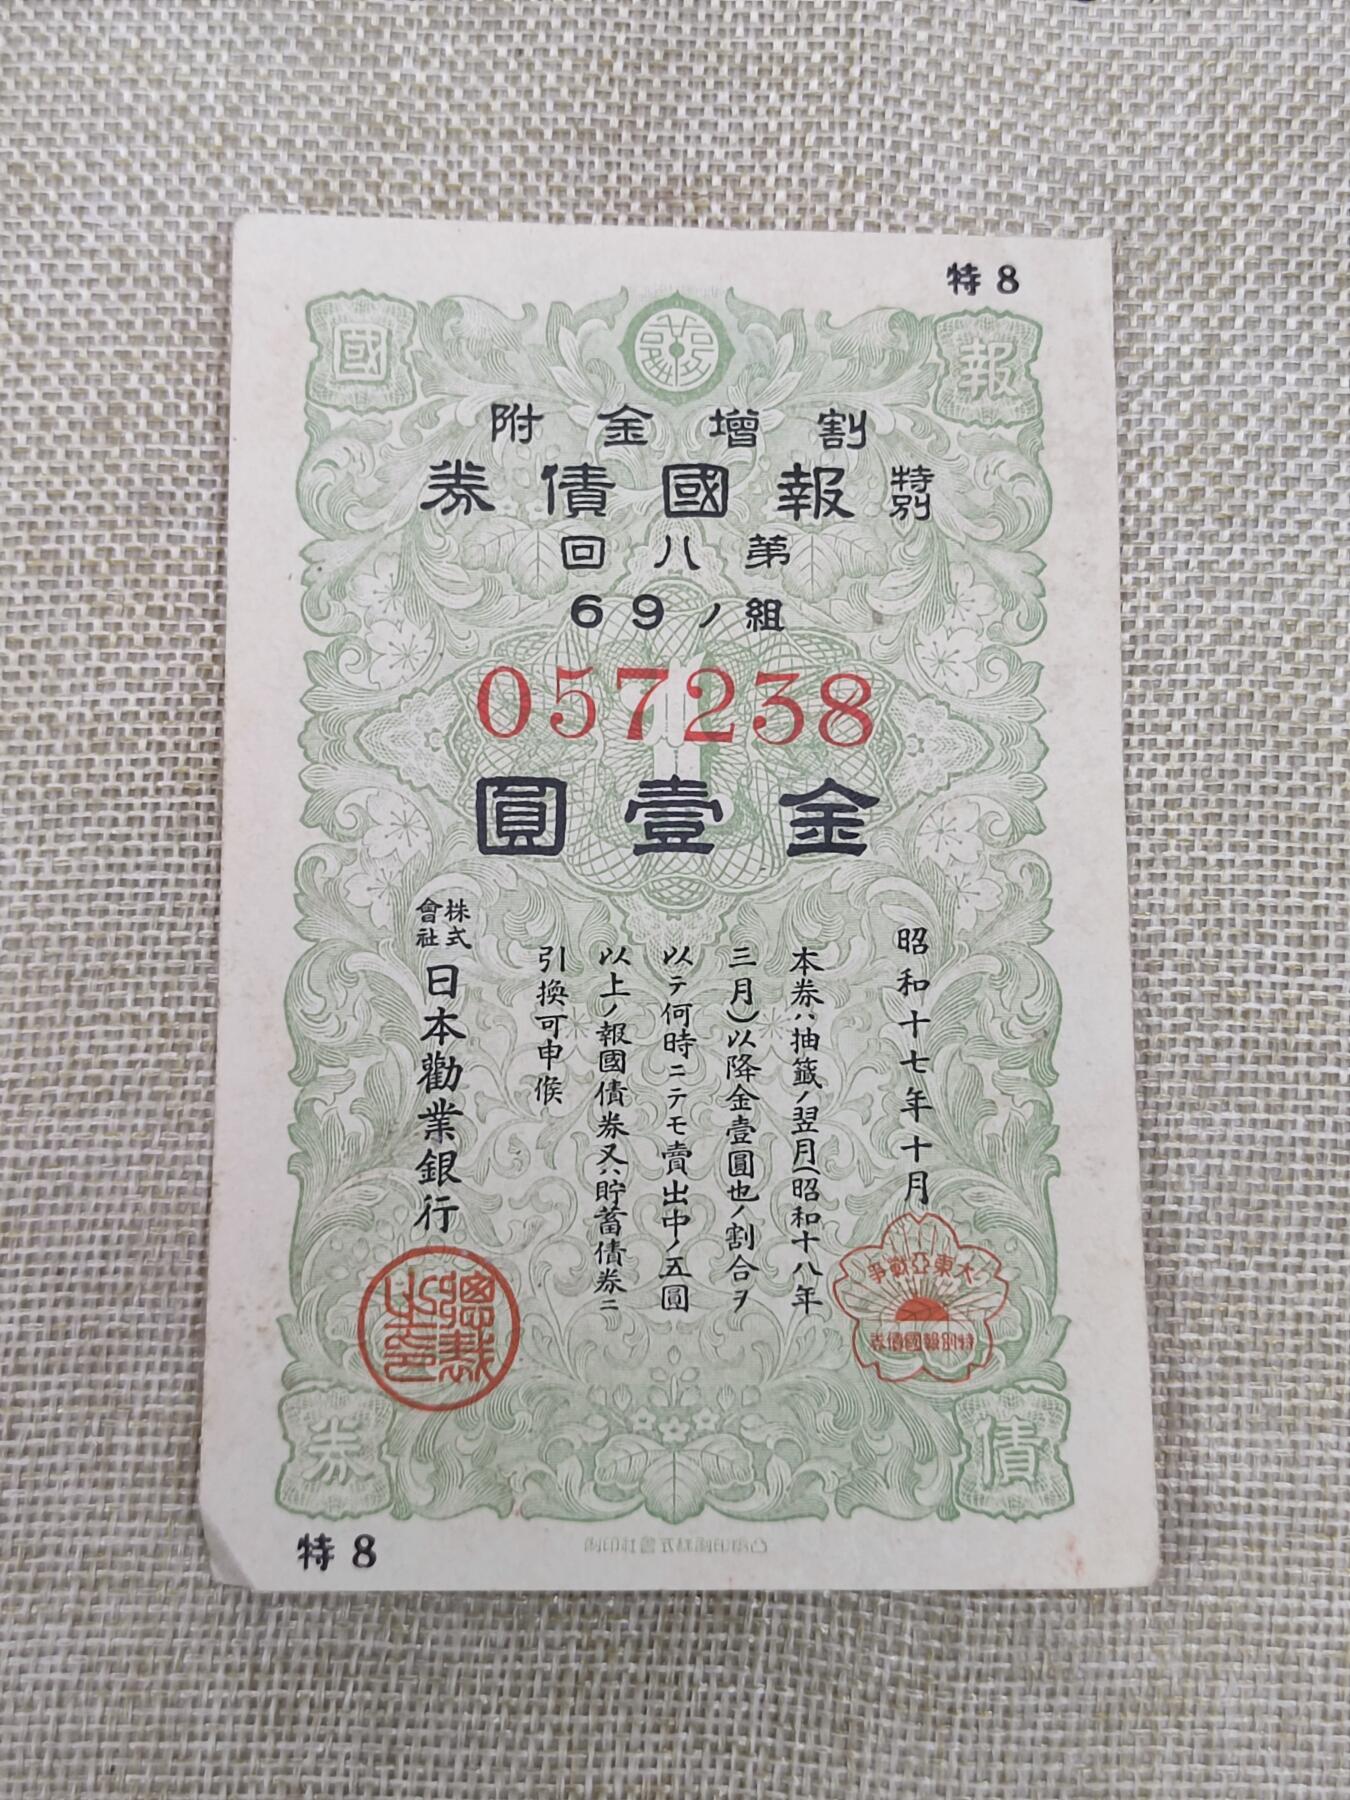 特8
報國
割增金附
特別報國債券
第八回
組ノ69
057238
金壹圓
昭和十七年十月
本券ハ抽籤ノ翌月(昭和十八年
三月)以降金壹圓也ノ割合ヲ
以テ何時ニテモ賣出中ノ五圓
以上ノ報國債券又ハ貯蓄債券ニ
引換可申候
株式會社日本勸業銀行
大東亞戰爭
特別報國債券
總裁之印
債券
特8